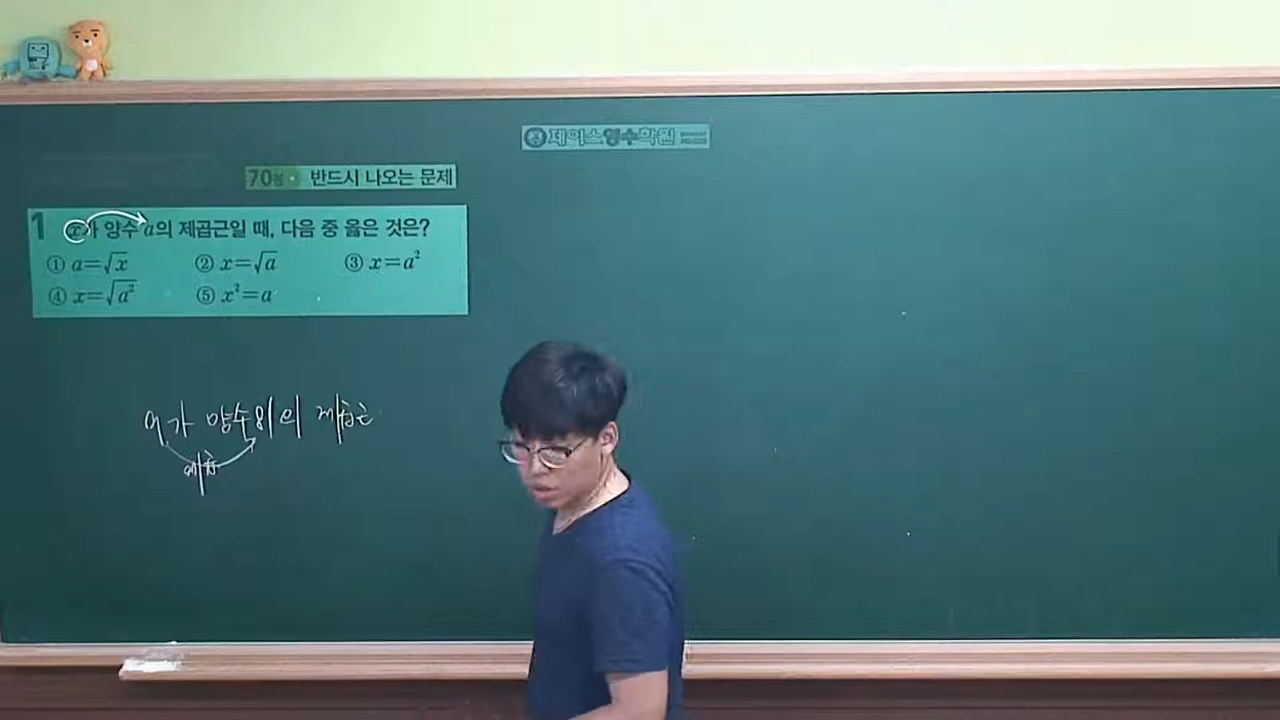 제이스영수학원
70점 반드시 나오는 문제
1 x가 양수 a의 제곱근일 때, 다음 중 옳은 것은?
① a=√x ② x=√a ③ x=a²
④ x=√a² ⑤ x²=a
가 양수 의 제곱근
제곱